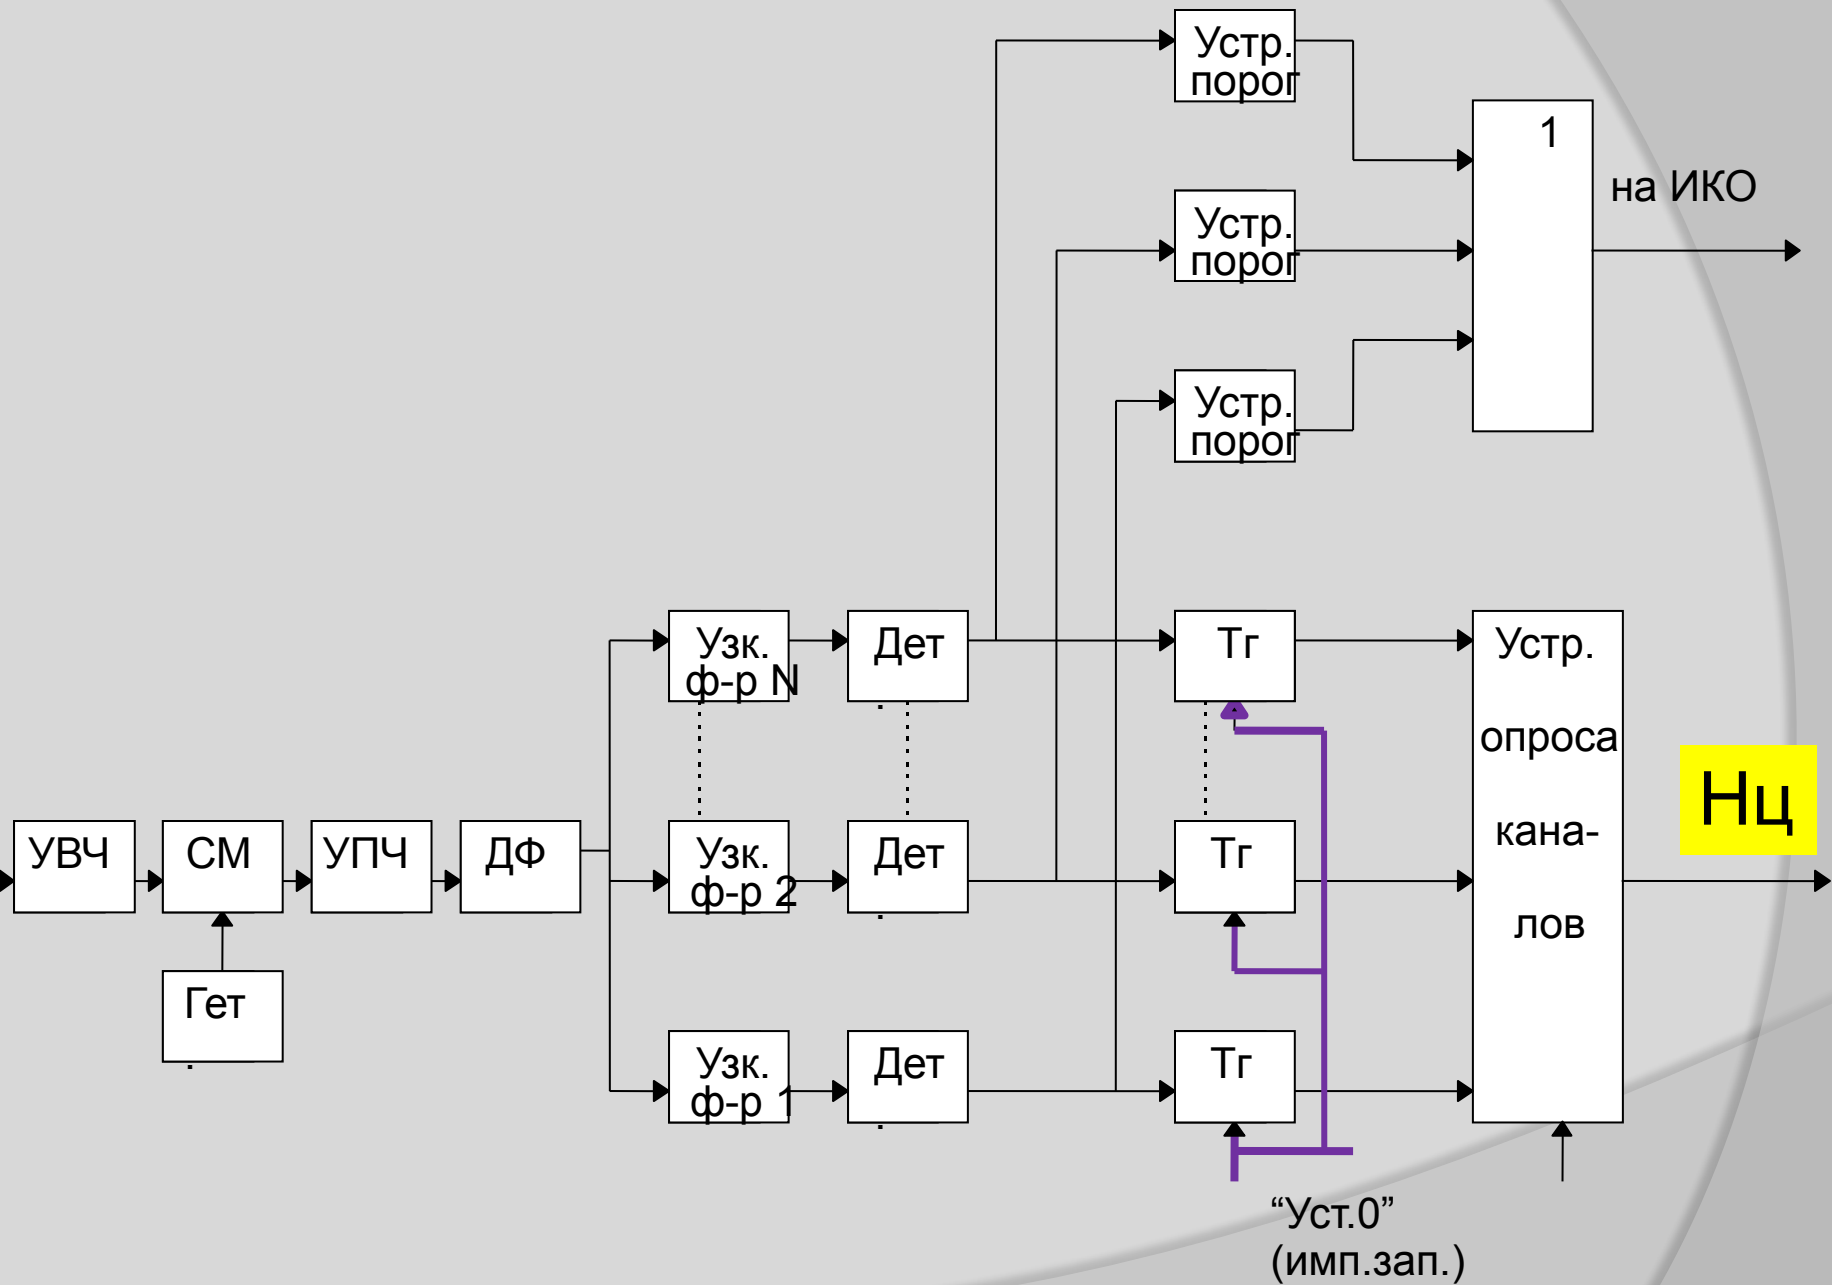 Устр.
порог
1
на ИКО
Устр.
порог
Устр.
порог
Узк.
ф-р N
Дет
.
Тг
Устр.
опроса
кана-
лов
Нц
УВЧ
СМ
УПЧ
ДФ
Узк.
ф-р 2
Дет
.
Тг
Гет
.
Узк.
ф-р 1
Дет
.
Тг
“Уст.0”
(имп.зап.)